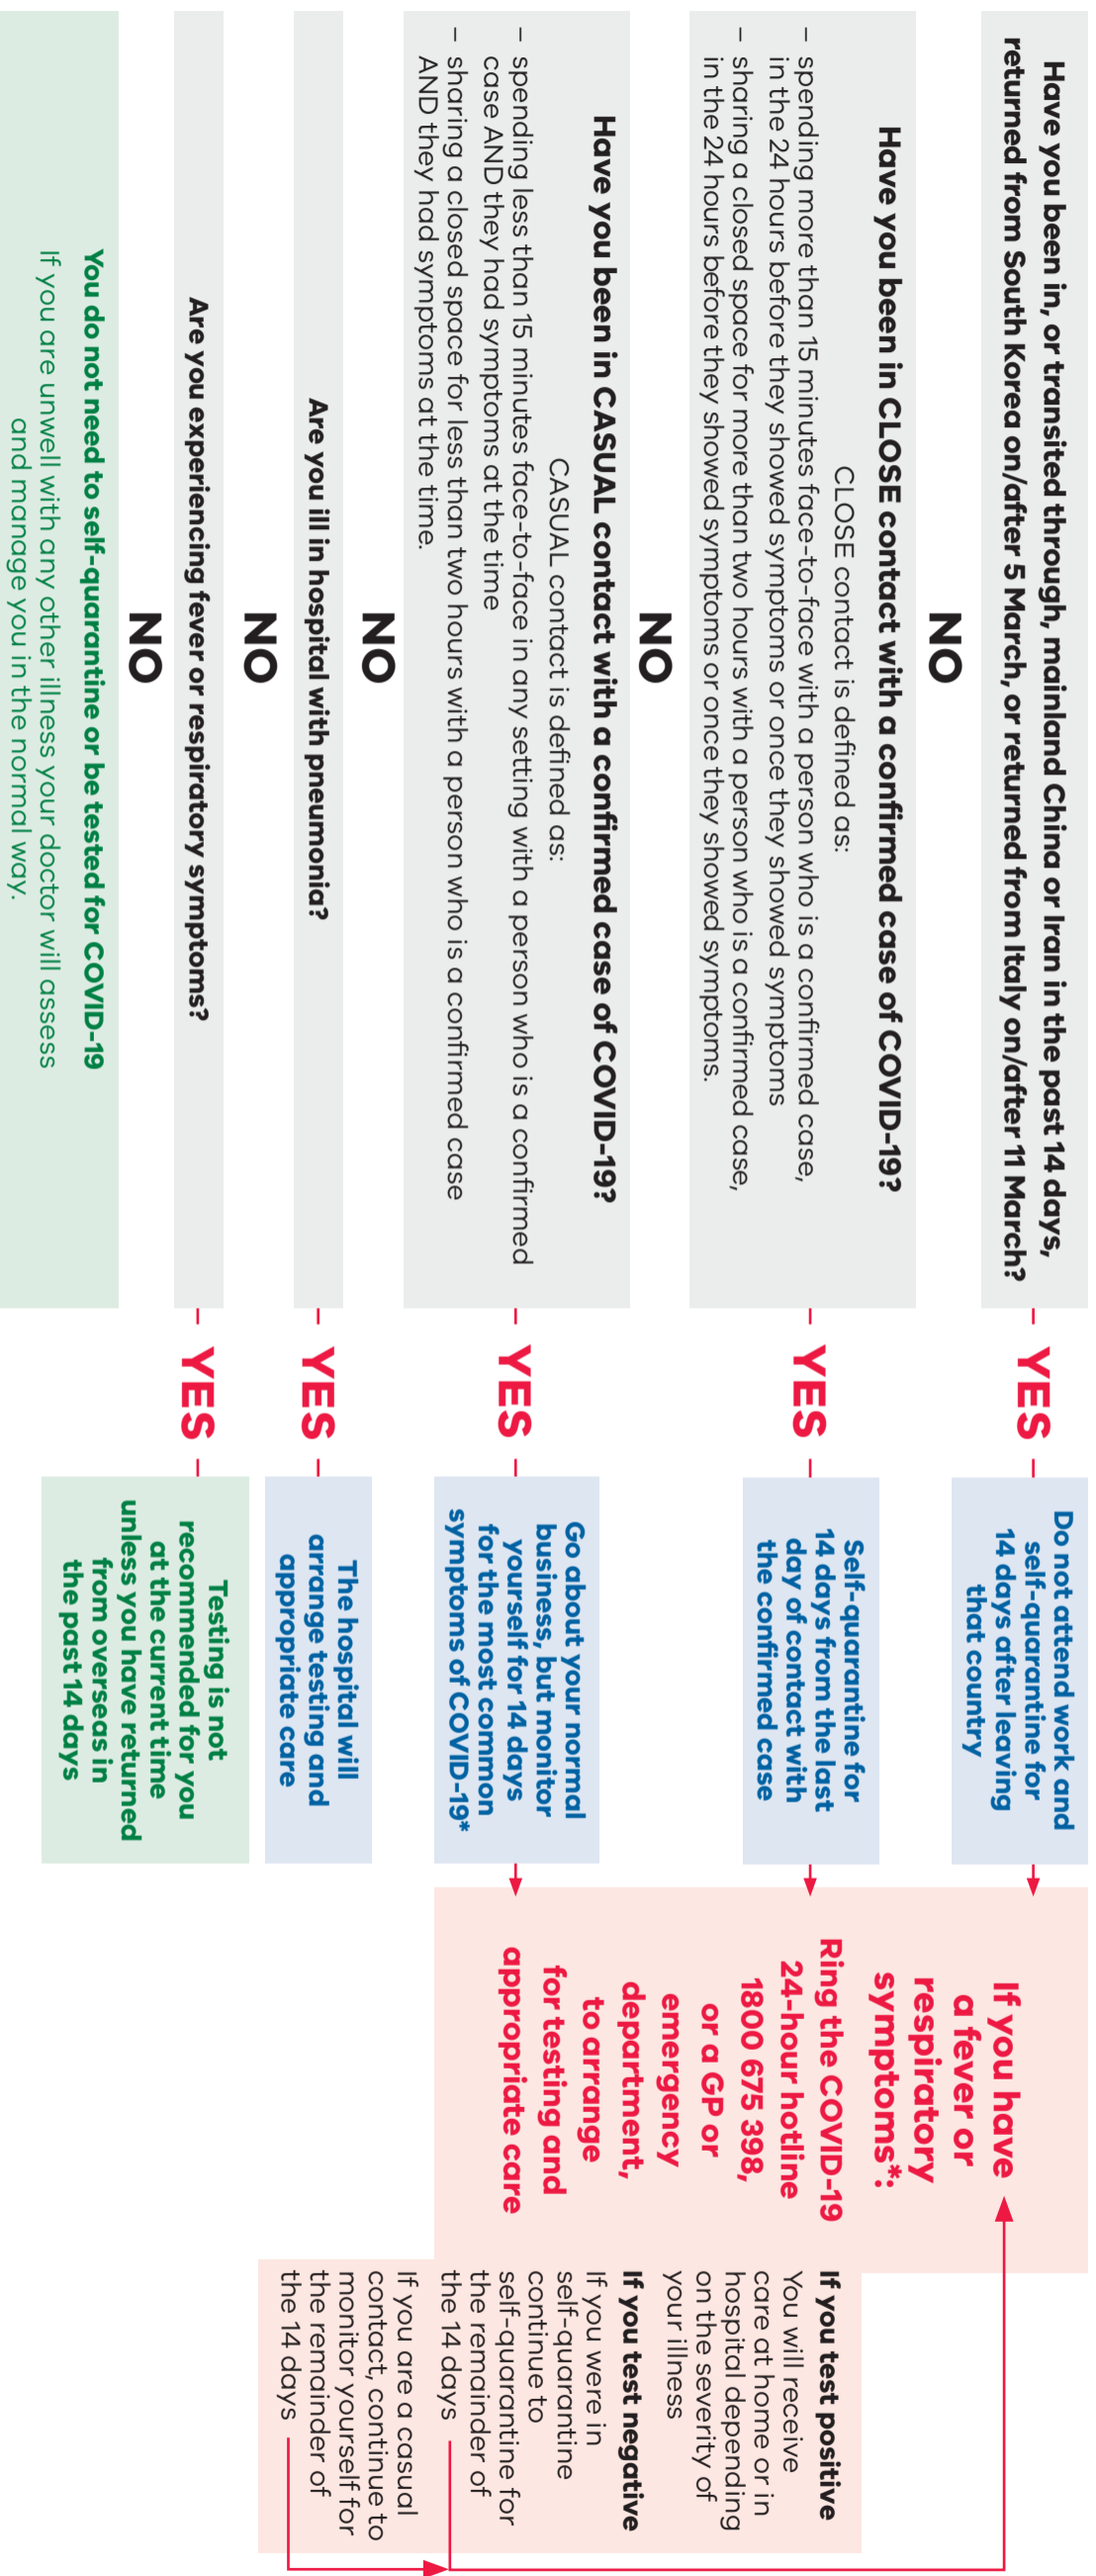 Have you been in, or transited through, mainland China or Iran in the past 14 days,
returned from South Korea on/after 5 March, or returned from Italy on/after 11 March?
YES
Do not attend work and
self-quarantine for
14 days after leaving
that country
NO
Have you been in CLOSE contact with a confirmed case of COVID-19?
CLOSE contact is defined as:
– spending more than 15 minutes face-to-face with a person who is a confirmed case,
in the 24 hours before they showed symptoms or once they showed symptoms
– sharing a closed space for more than two hours with a person who is a confirmed case,
in the 24 hours before they showed symptoms or once they showed symptoms.
YES
Self-quarantine for
14 days from the last
day of contact with
the confirmed case
NO
Have you been in CASUAL contact with a confirmed case of COVID-19?
CASUAL contact is defined as:
– spending less than 15 minutes face-to-face in any setting with a person who is a confirmed
case AND they had symptoms at the time
– sharing a closed space for less than two hours with a person who is a confirmed case
AND they had symptoms at the time.
YES
Go about your normal
business, but monitor
yourself for 14 days
for the most common
symptoms of COVID-19*
NO
Are you ill in hospital with pneumonia?
YES
The hospital will
arrange testing and
appropriate care
NO
Are you experiencing fever or respiratory symptoms?
YES
Testing is not
recommended for you
at the current time
unless you have returned
from overseas in
the past 14 days
NO
You do not need to self-quarantine or be tested for COVID-19
If you are unwell with any other illness your doctor will assess
and manage you in the normal way.
If you have
a fever or
respiratory
symptoms*:
Ring the COVID-19
24-hour hotline
1800 675 398,
or a GP or
emergency
department,
to arrange
for testing and
appropriate care
If you test positive
You will receive
care at home or in
hospital depending
on the severity of
your illness
If you test negative
If you were in
self-quarantine
continue to
self-quarantine for
the remainder of
the 14 days
If you are a casual
contact, continue to
monitor yourself for
the remainder of
the 14 days